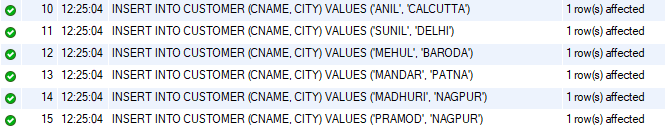 10 12:25:04 INSERT INTO CUSTOMER (CNAME, CITY) VALUES ('ANIL', 'CALCUTTA') 1 row(s) affected
11 12:25:04 INSERT INTO CUSTOMER (CNAME, CITY) VALUES ('SUNIL', 'DELHI') 1 row(s) affected
12 12:25:04 INSERT INTO CUSTOMER (CNAME, CITY) VALUES ('MEHUL', 'BARODA') 1 row(s) affected
13 12:25:04 INSERT INTO CUSTOMER (CNAME, CITY) VALUES ('MANDAR', 'PATNA') 1 row(s) affected
14 12:25:04 INSERT INTO CUSTOMER (CNAME, CITY) VALUES ('MADHURI', 'NAGPUR') 1 row(s) affected
15 12:25:04 INSERT INTO CUSTOMER (CNAME, CITY) VALUES ('PRAMOD', 'NAGPUR') 1 row(s) affected